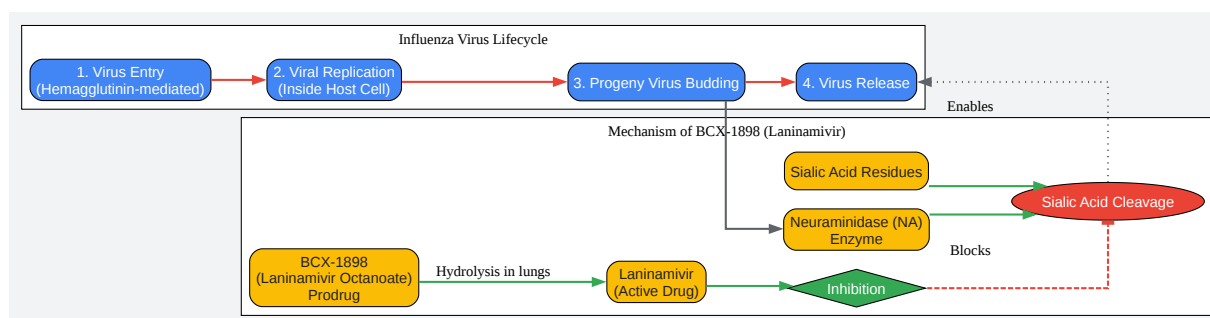 Influenza Virus Lifecycle
1. Virus Entry
(Hemagglutinin-mediated)
2. Viral Replication
(Inside Host Cell)
3. Progeny Virus Budding
4. Virus Release
Enables
Mechanism of BCX-1898 (Laninamivir)
Sialic Acid Residues
Sialic Acid Cleavage
Neuraminidase (NA)
Enzyme
Blocks
BCX-1898
(Laninamivir Octanoate)
Prodrug
Hydrolysis in lungs
Laninamivir
(Active Drug)
Inhibition